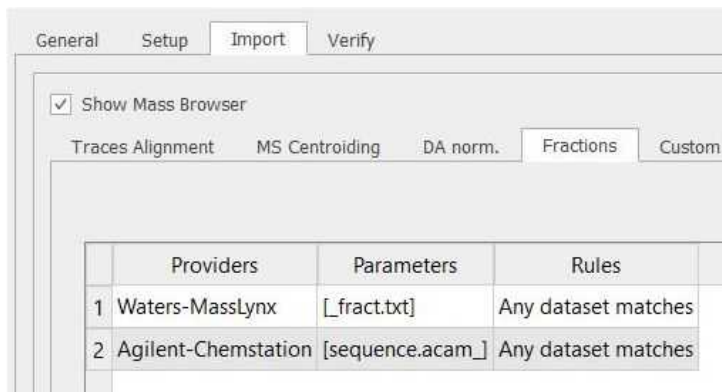 General Setup Import Verify
Show Mass Browser
Traces Alignment MS Centroiding DA norm. Fractions Custom
Providers Parameters Rules
1 Waters-MassLynx [_fract.txt] Any dataset matches
2 Agilent-Chemstation [sequence.acam_] Any dataset matches